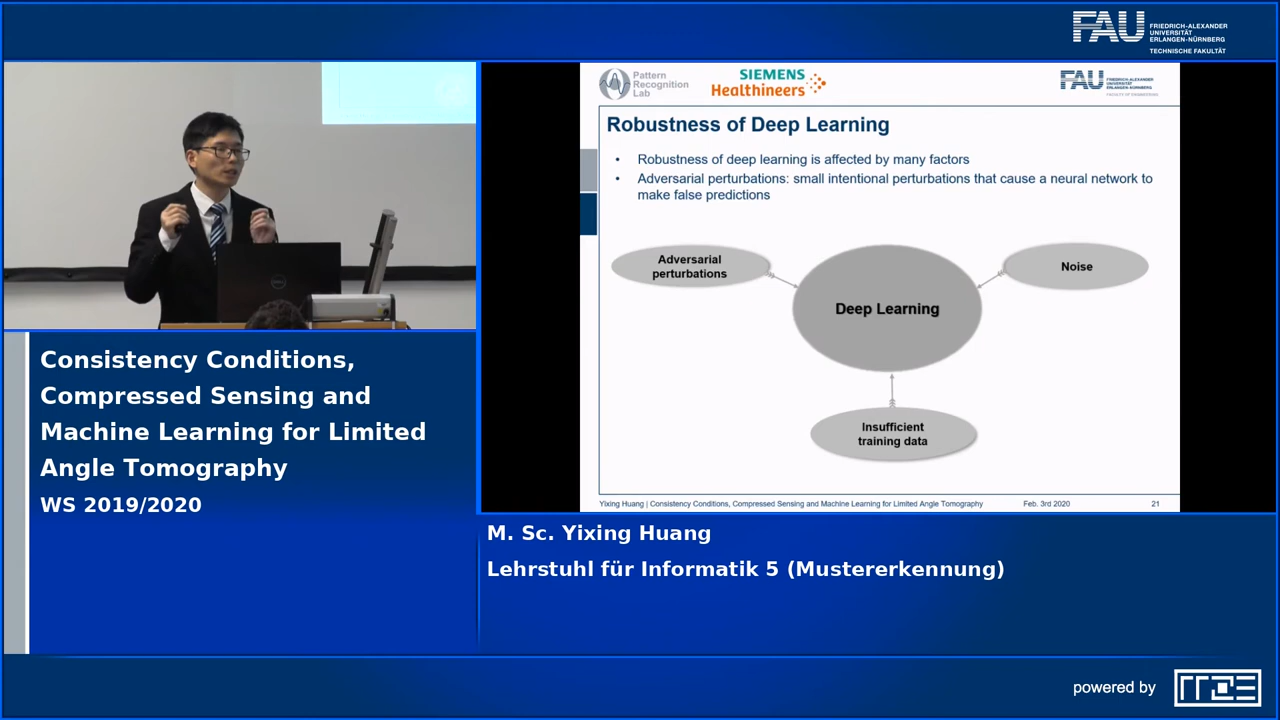 FAU
FRIEDRICH-ALEXANDER
UNIVERSITÄT
ERLANGEN-NÜRNBERG
TECHNISCHE FAKULTÄT
Pattern
Recognition
Lab
SIEMENS
Healthineers
FAU
FRIEDRICH-ALEXANDER
UNIVERSITÄT
ERLANGEN-NÜRNBERG
FACULTY OF ENGINEERING
Robustness of Deep Learning
• Robustness of deep learning is affected by many factors
• Adversarial perturbations: small intentional perturbations that cause a neural network to
make false predictions
Adversarial
perturbations
Noise
Deep Learning
Insufficient
training data
Yixing Huang | Consistency Conditions, Compressed Sensing and Machine Learning for Limited Angle Tomography
Feb. 3rd 2020
21
DELL
Consistency Conditions,
Compressed Sensing and
Machine Learning for Limited
Angle Tomography
WS 2019/2020
M. Sc. Yixing Huang
Lehrstuhl für Informatik 5 (Mustererkennung)
powered by